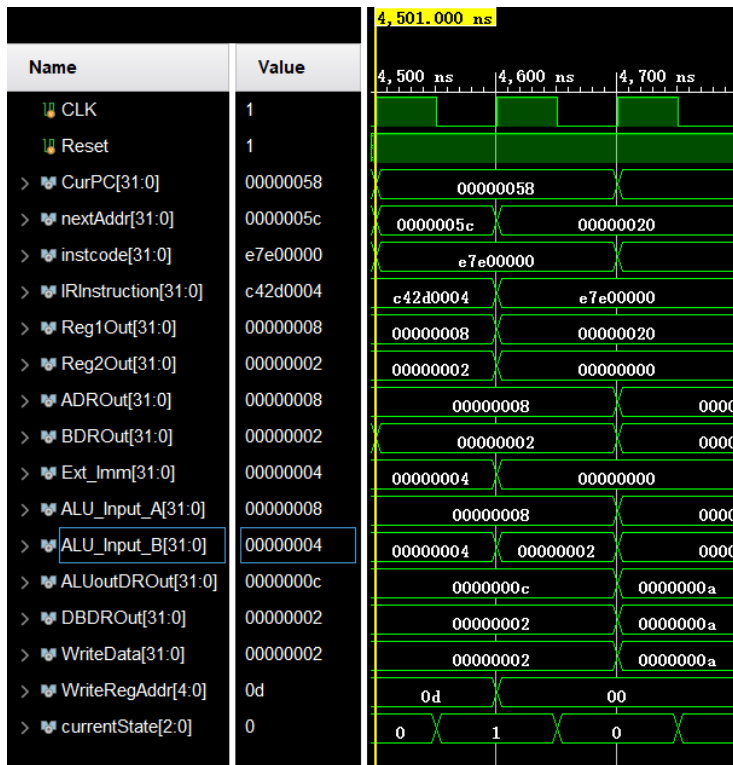 4,501.000 ns
Name Value
4,500 ns 4,600 ns 4,700 ns
CLK 1
Reset 1
CurPC[31:0] 00000058 00000058
nextAddr[31:0] 0000005c 0000005c 00000020
instcode[31:0] e7e00000 e7e00000
IRInstruction[31:0] c42d0004 c42d0004 e7e00000
Reg1Out[31:0] 00000008 00000008 00000020
Reg2Out[31:0] 00000002 00000002 00000000
ADROut[31:0] 00000008 00000008 0000
BDROut[31:0] 00000002 00000002 0000
Ext_Imm[31:0] 00000004 00000004 00000000
ALU_Input_A[31:0] 00000008 00000008 0000
ALU_Input_B[31:0] 00000004 00000004 00000002 0000
ALUoutDROut[31:0] 0000000c 0000000c 0000000a
DBDROut[31:0] 00000002 00000002 0000000a
WriteData[31:0] 00000002 00000002 0000000a
WriteRegAddr[4:0] 0d 0d 00
currentState[2:0] 0 0 1 0